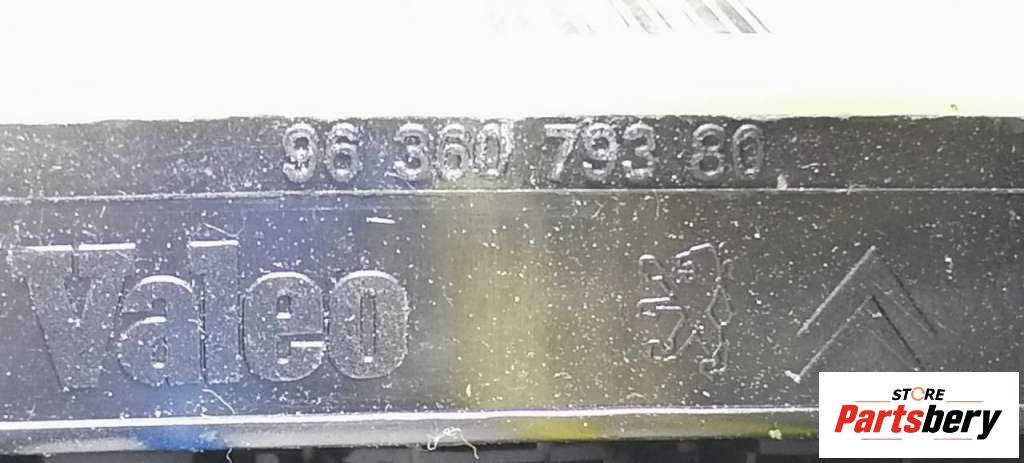 96 360 793 80
Valeo
STORE
Partsbery